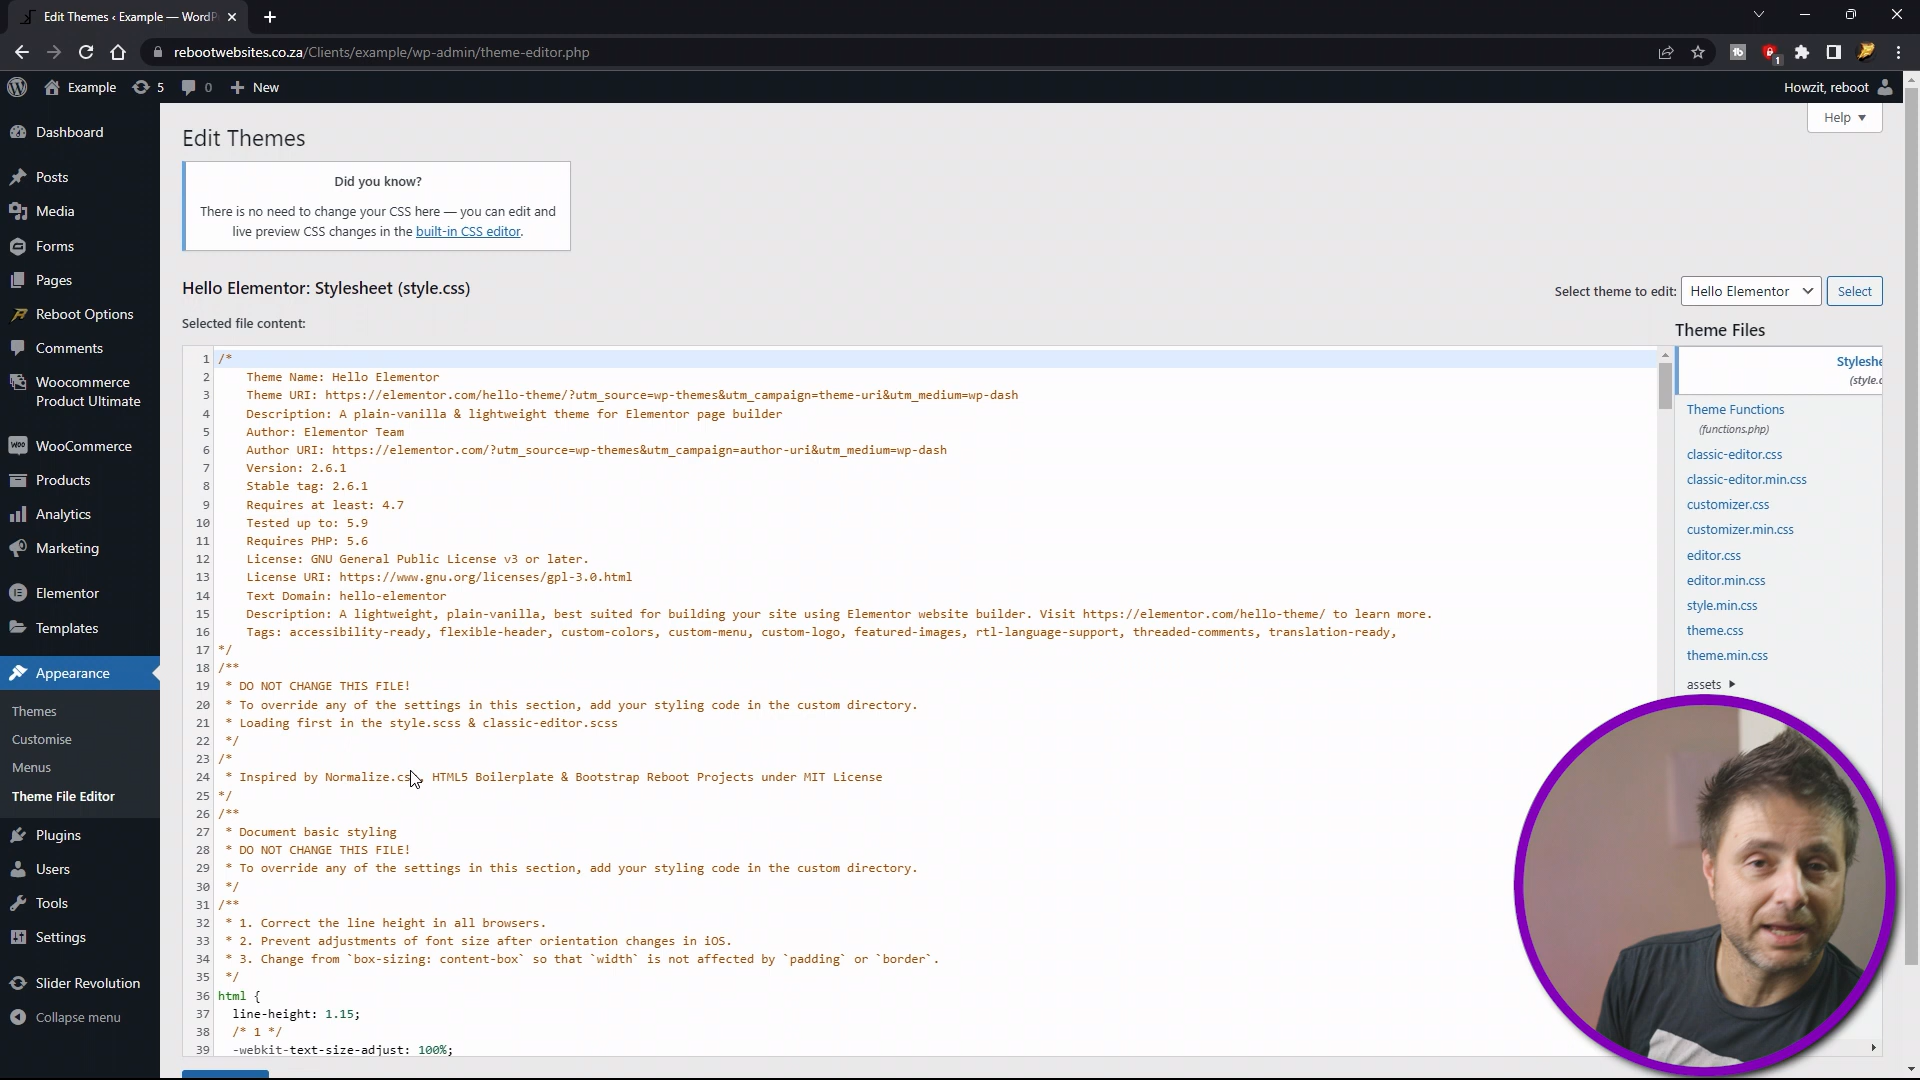 Edit Themes ‹ Example — WordP
rebootwebsites.co.za/Clients/example/wp-admin/theme-editor.php
1
Example 5 0 New
Howzit, reboot
Help
Dashboard
Posts
Media
Forms
Pages
Reboot Options
Comments
Woocommerce
Product Ultimate
WooCommerce
Products
Analytics
Marketing
Elementor
Templates
Appearance
Themes
Customise
Menus
Theme File Editor
Plugins
Users
Tools
Settings
Slider Revolution
Collapse menu
Edit Themes
Did you know?
There is no need to change your CSS here — you can edit and
live preview CSS changes in the built-in CSS editor.
Hello Elementor: Stylesheet (style.css)
Select theme to edit: Hello Elementor Select
Selected file content:
1 /*
2 Theme Name: Hello Elementor
3 Theme URI: https://elementor.com/hello-theme/?utm_source=wp-themes&utm_campaign=theme-uri&utm_medium=wp-dash
4 Description: A plain-vanilla & lightweight theme for Elementor page builder
5 Author: Elementor Team
6 Author URI: https://elementor.com/?utm_source=wp-themes&utm_campaign=author-uri&utm_medium=wp-dash
7 Version: 2.6.1
8 Stable tag: 2.6.1
9 Requires at least: 4.7
10 Tested up to: 5.9
11 Requires PHP: 5.6
12 License: GNU General Public License v3 or later.
13 License URI: https://www.gnu.org/licenses/gpl-3.0.html
14 Text Domain: hello-elementor
15 Description: A lightweight, plain-vanilla, best suited for building your site using Elementor website builder. Visit https://elementor.com/hello-theme/ to learn more.
16 Tags: accessibility-ready, flexible-header, custom-colors, custom-menu, custom-logo, featured-images, rtl-language-support, threaded-comments, translation-ready,
17 */
18 /**
19 * DO NOT CHANGE THIS FILE!
20 * To override any of the settings in this section, add your styling code in the custom directory.
21 * Loading first in the style.scss & classic-editor.scss
22 */
23 /*
24 * Inspired by Normalize.cs HTML5 Boilerplate & Bootstrap Reboot Projects under MIT License
25 */
26 /**
27 * Document basic styling
28 * DO NOT CHANGE THIS FILE!
29 * To override any of the settings in this section, add your styling code in the custom directory.
30 */
31 /**
32 * 1. Correct the line height in all browsers.
33 * 2. Prevent adjustments of font size after orientation changes in iOS.
34 * 3. Change from `box-sizing: content-box` so that `width` is not affected by `padding` or `border`.
35 */
36 html {
37 line-height: 1.15;
38 /* 1 */
39 -webkit-text-size-adjust: 100%;
Theme Files
Styleshe
(style.c
Theme Functions
(functions.php)
classic-editor.css
classic-editor.min.css
customizer.css
customizer.min.css
editor.css
editor.min.css
style.min.css
theme.css
theme.min.css
assets